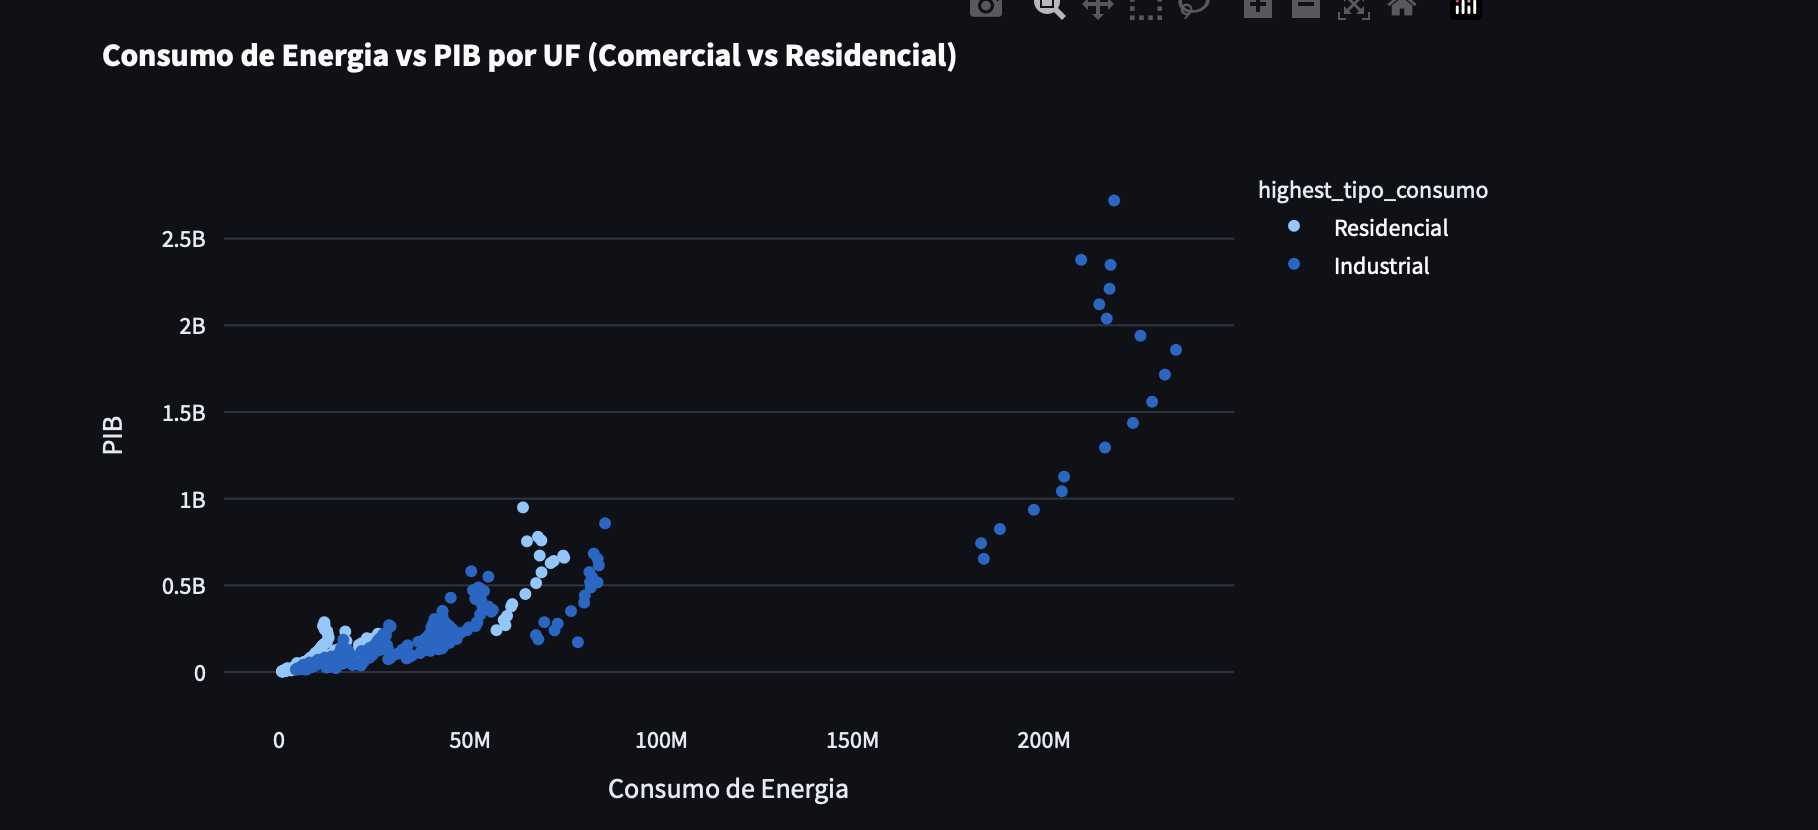 Consumo de Energia vs PIB por UF (Comercial vs Residencial)
highest_tipo_consumo
Residencial
Industrial
2.5B
2B
1.5B
1B
0.5B
0
PIB
0
50M
100M
150M
200M
Consumo de Energia